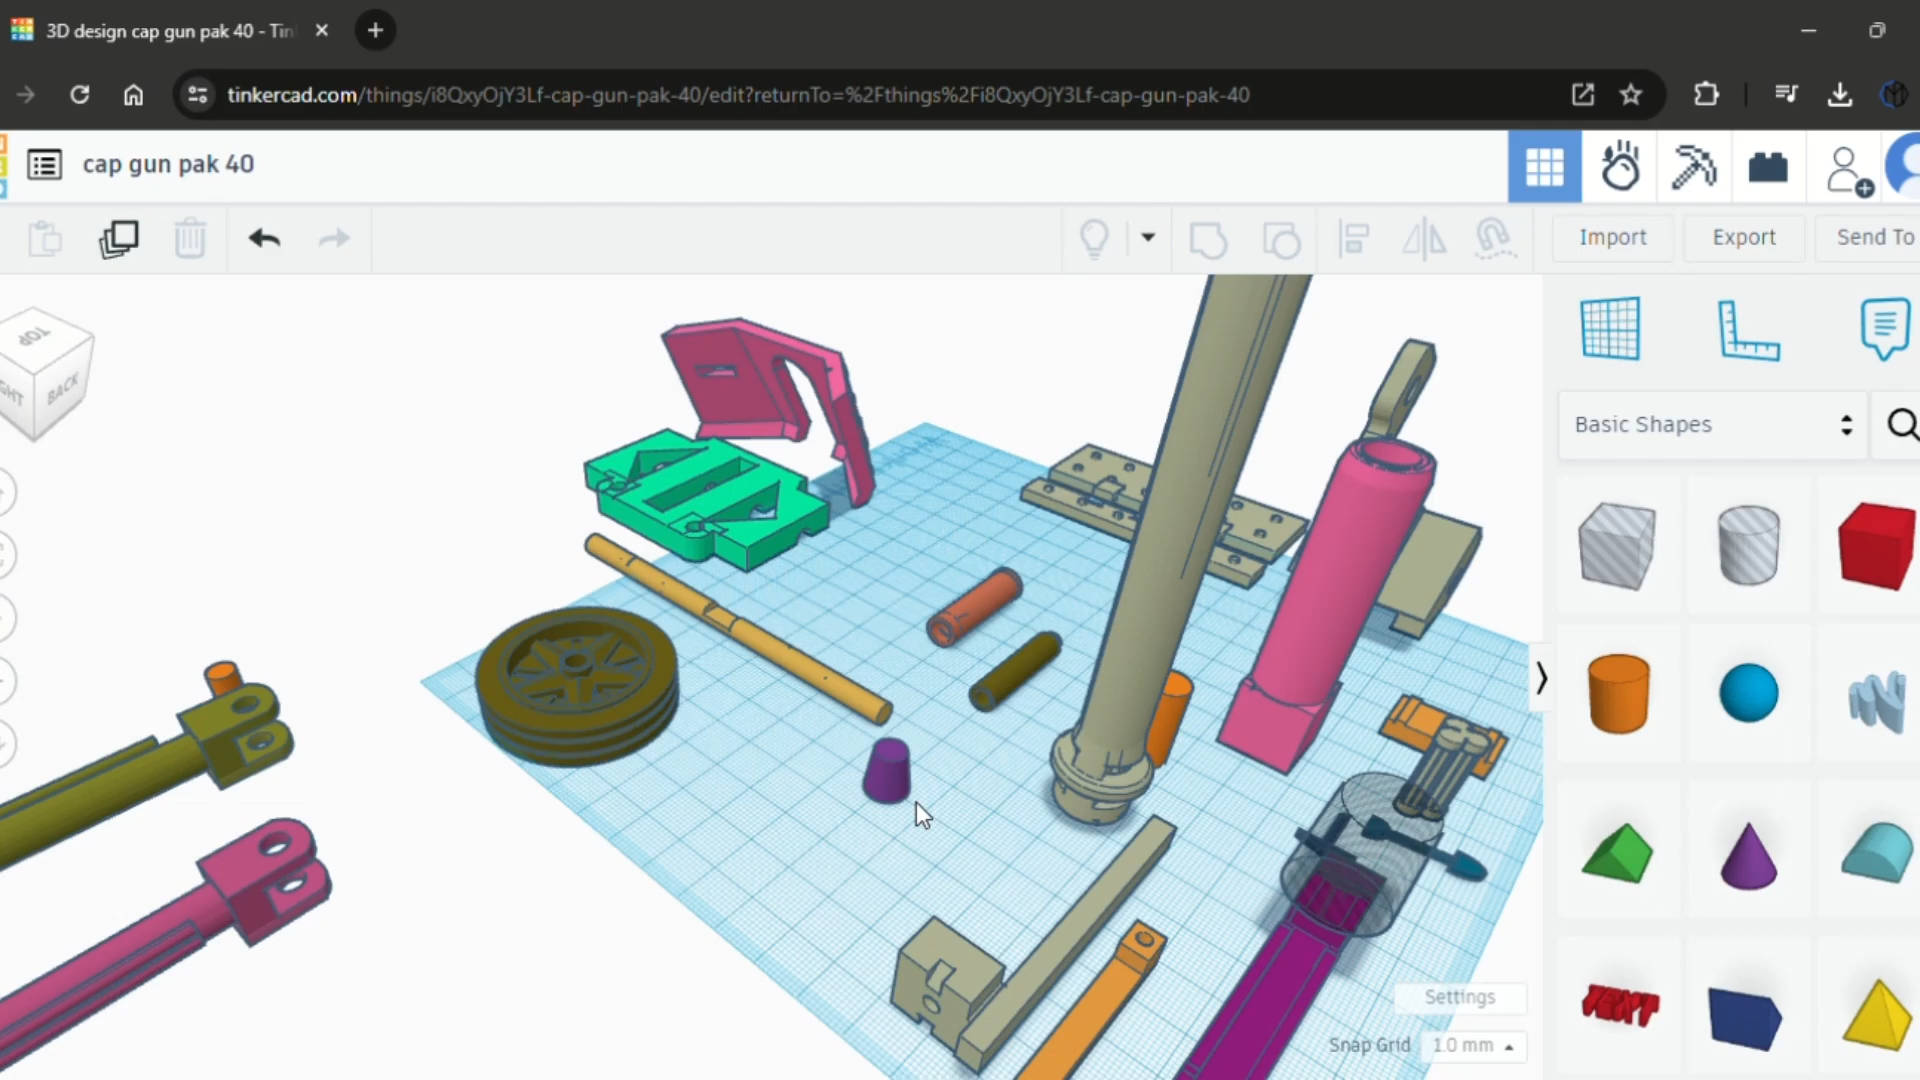 3D design cap gun pak 40 - Tin
tinkercad.com/things/i8QxyOjY3Lf-cap-gun-pak-40/edit?returnTo=%2Fthings%2Fi8QxyOjY3Lf-cap-gun-pak-40
cap gun pak 40
Import
Export
Send To
TOP
GHT
BACK
Basic Shapes
TEXT
Settings
Snap Grid
1.0 mm